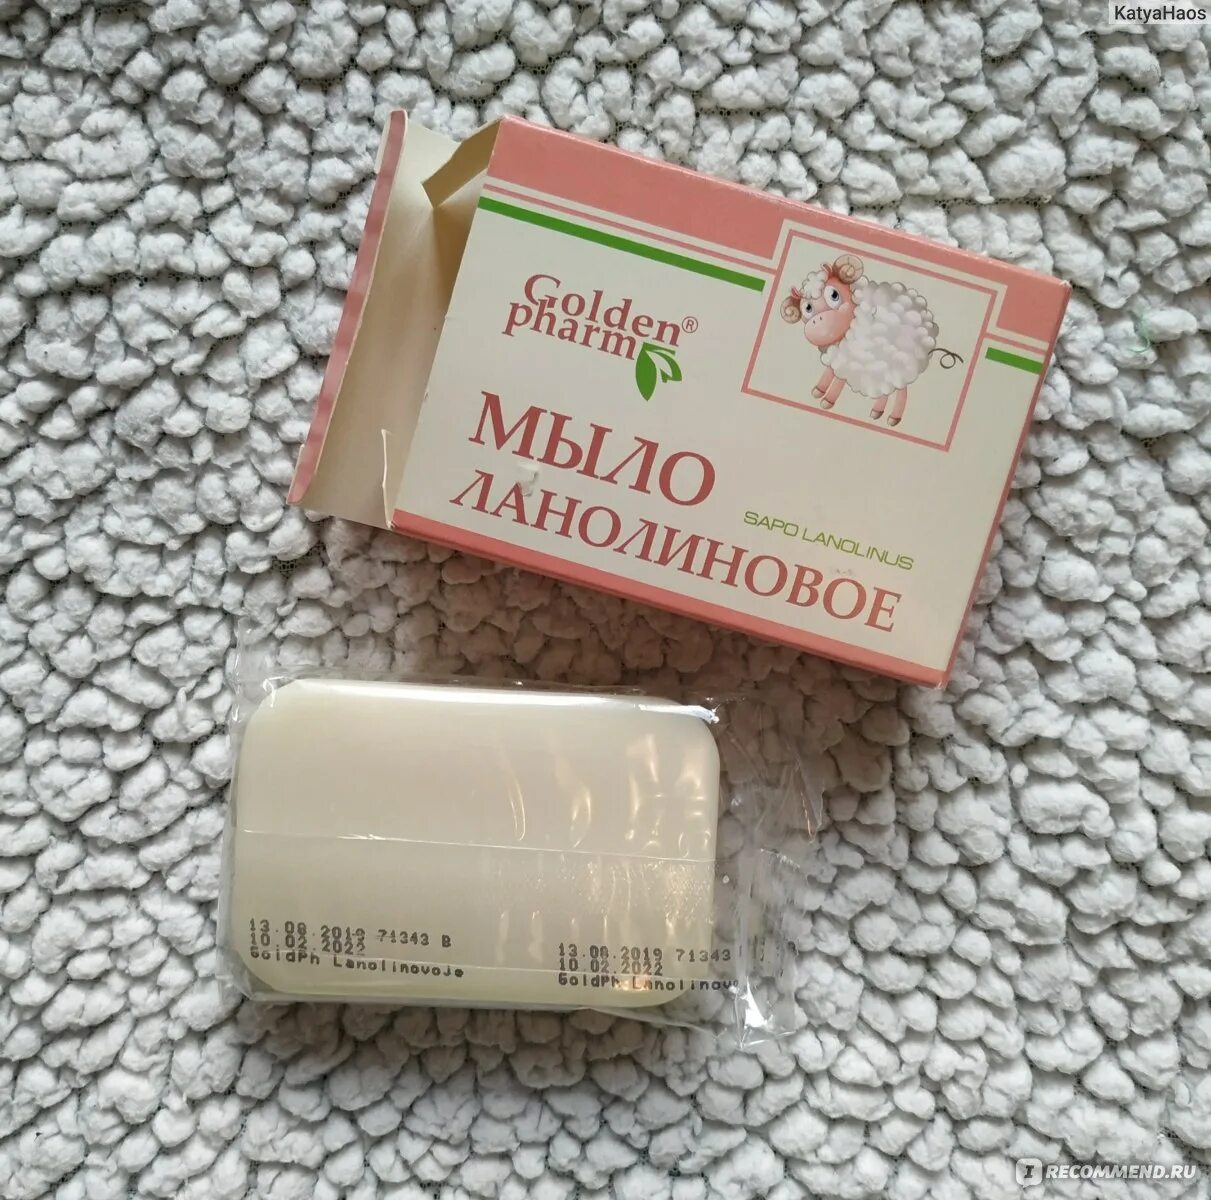 KatyaHaos
Golden®
pharm
МЫЛО
ЛАНОЛИНОВОЕ
SAPO LANOLINUS
13.08.2019 71343 B
10.02.2022
GoldPh Lanolinovoje
13.08.2019 71343
10.02.2022
GoldPh Lanolinov
RECOMMEND.RU